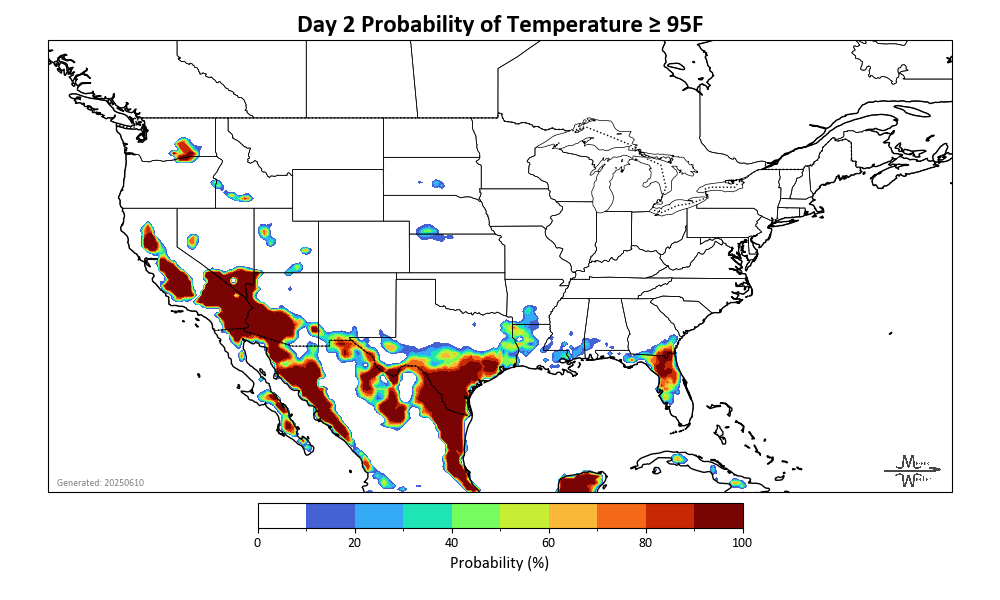 Day 2 Probability of Temperature ≥ 95F
Generated: 20250610
0 20 40 60 80 100
Probability (%)